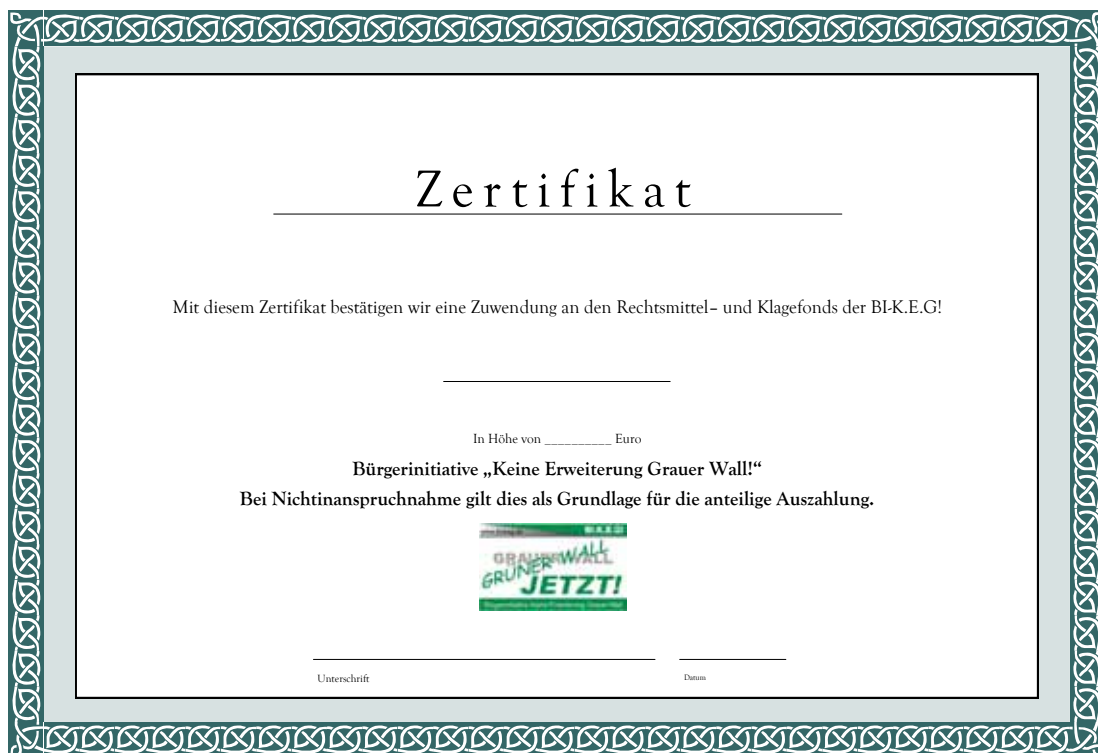 Zertifikat
Mit diesem Zertifikat bestätigen wir eine Zuwendung an den Rechtsmittel- und Klagefonds der BI-K.E.G!
In Höhe von __________ Euro
Bürgerinitiative „Keine Erweiterung Grauer Wall!“
Bei Nichtinanspruchnahme gilt dies als Grundlage für die anteilige Auszahlung.
GRAUER WALL
GRÜNER
JETZT!
Unterschrift
Datum